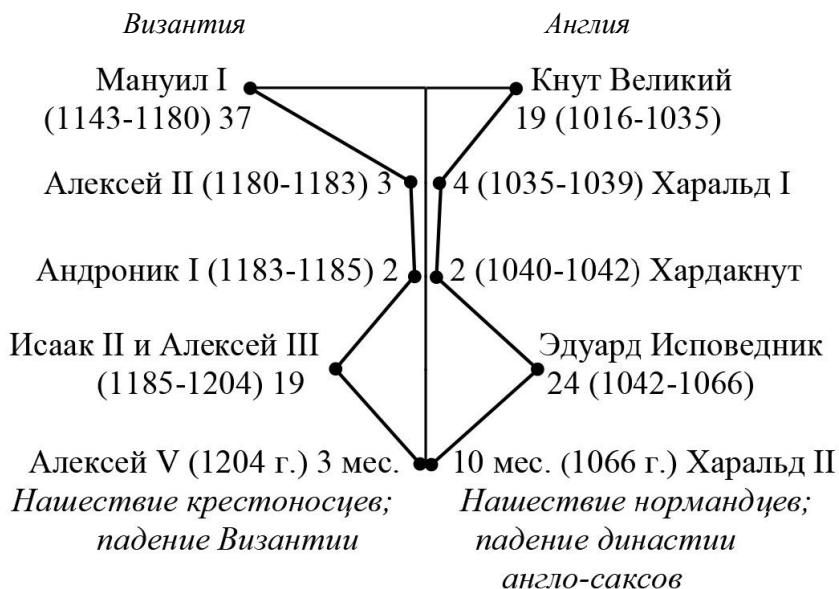 Византия Англия
Мануил I Кнут Великий
(1143-1180) 37 19 (1016-1035)
Алексей II (1180-1183) 3 4 (1035-1039) Харальд I
Андроник I (1183-1185) 2 2 (1040-1042) Хардакнут
Исаак II и Алексей III Эдуард Исповедник
(1185-1204) 19 24 (1042-1066)
Алексей V (1204 г.) 3 мес. 10 мес. (1066 г.) Харальд II
Нашествие крестоносцев; Нашествие нормандцев;
падение Византии падение династии
англо-саксов